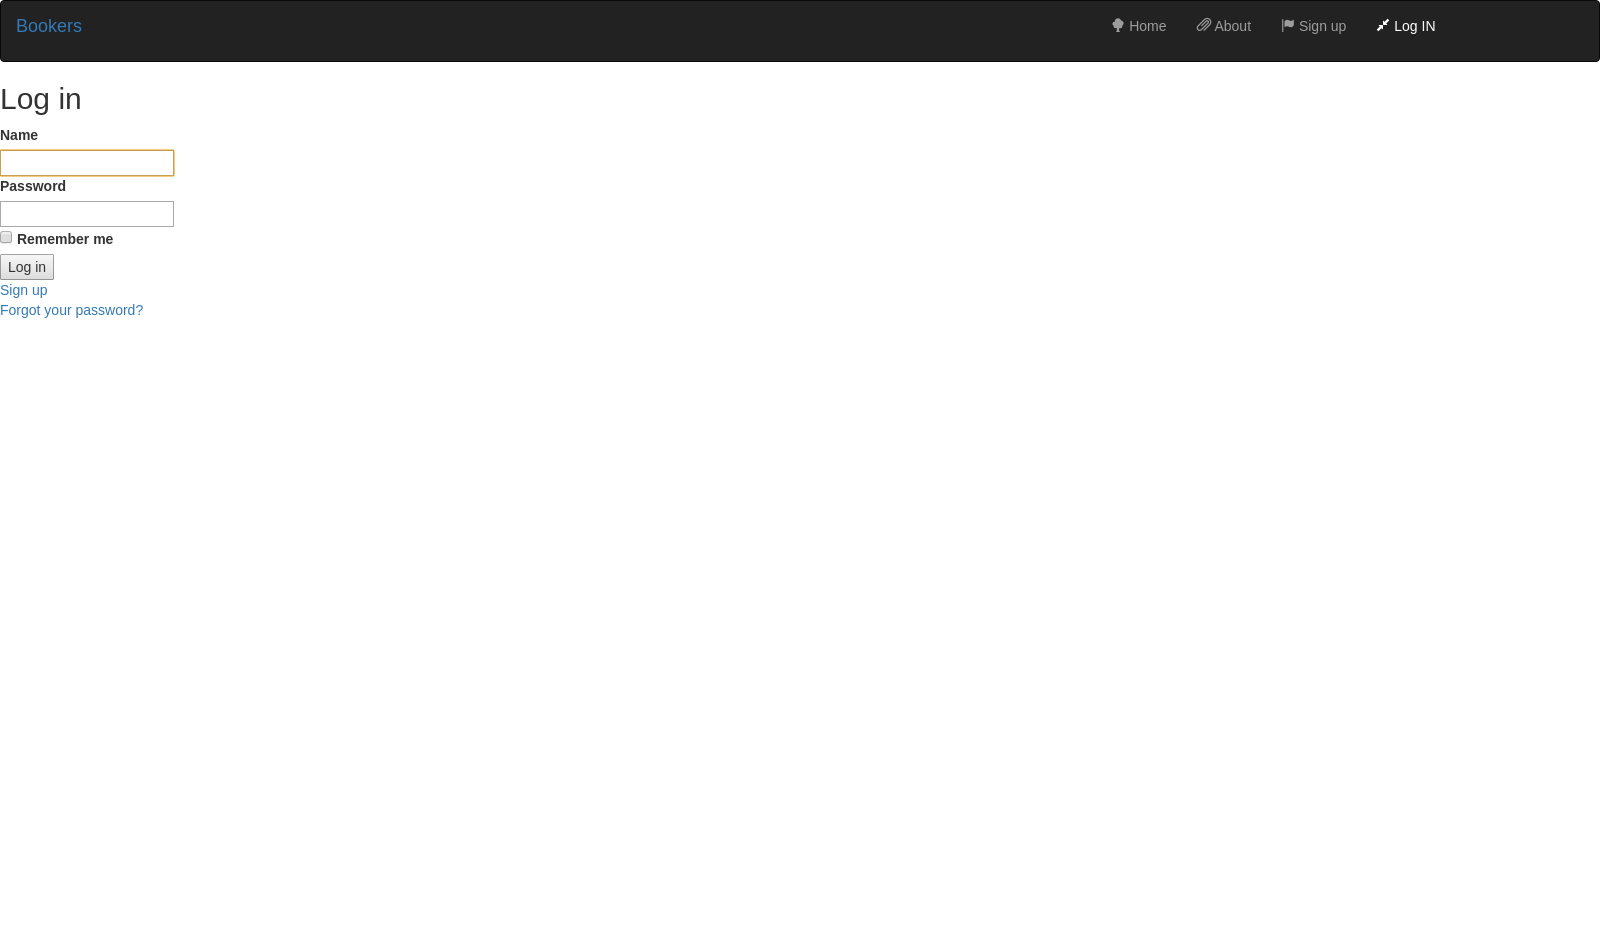 Bookers Home About Sign up Log IN
Log in
Name
Password
Remember me
Log in
Sign up
Forgot your password?